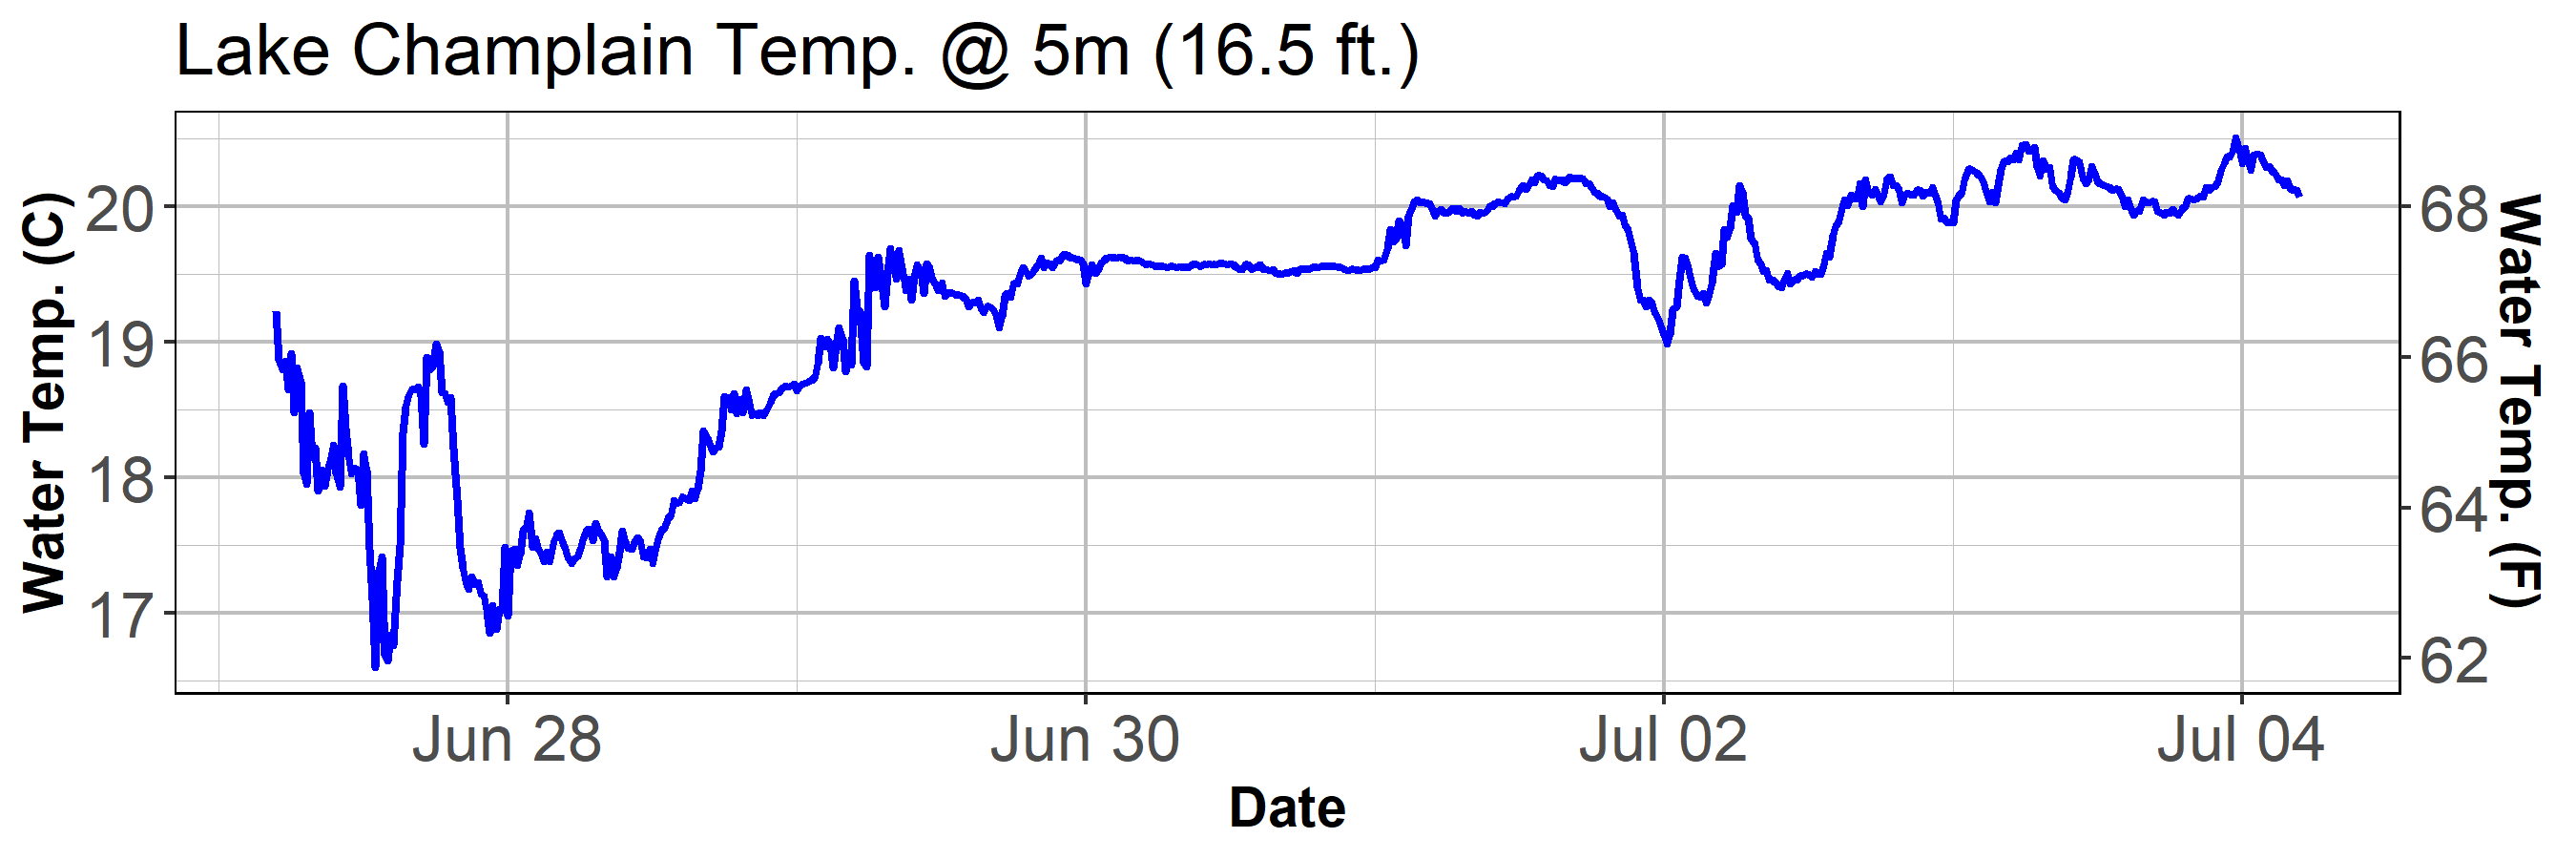 Lake Champlain Temp. @ 5m (16.5 ft.)
Water Temp. (C)
20
19
18
17
68
66
64
62
Water Temp. (F)
Jun 28
Jun 30
Jul 02
Jul 04
Date